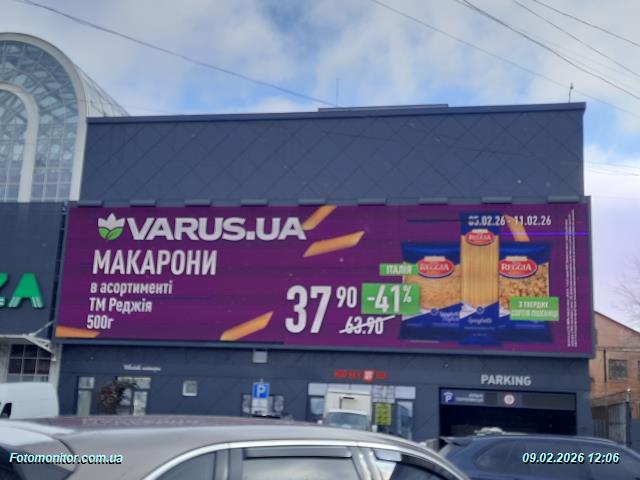 VARUS.UA
МАКАРОНИ
в асортименті
ТМ Реджія
500г
05.02.26 - 11.02.26
ІТАЛІЯ
37 90
-41%
63.90
REGGIA
REGGIA
REGGIA
Spaghetti
З ТВЕРДИХ
СОРТІВ ПШЕНИЦІ
ZA
PARKING
P
P
Fotomonitor.com.ua
09.02.2026 12:06